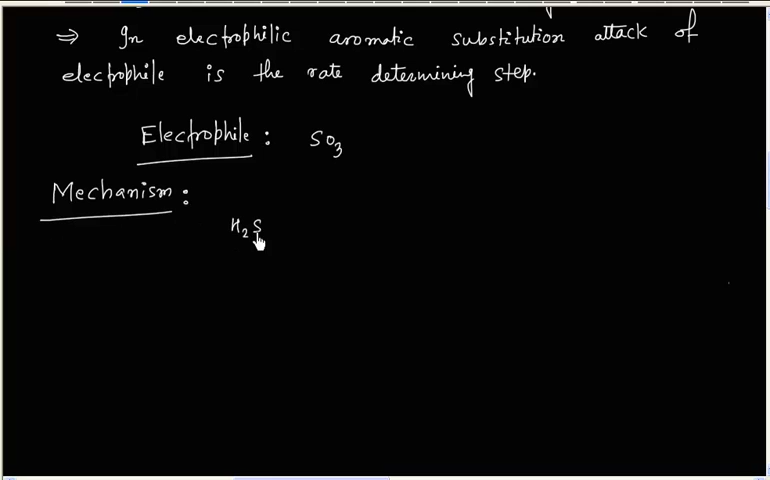 ⇒ In electrophilic aromatic substitution attack of
electrophile is the rate determining step.
Electrophile : SO3
Mechanism :
H2S